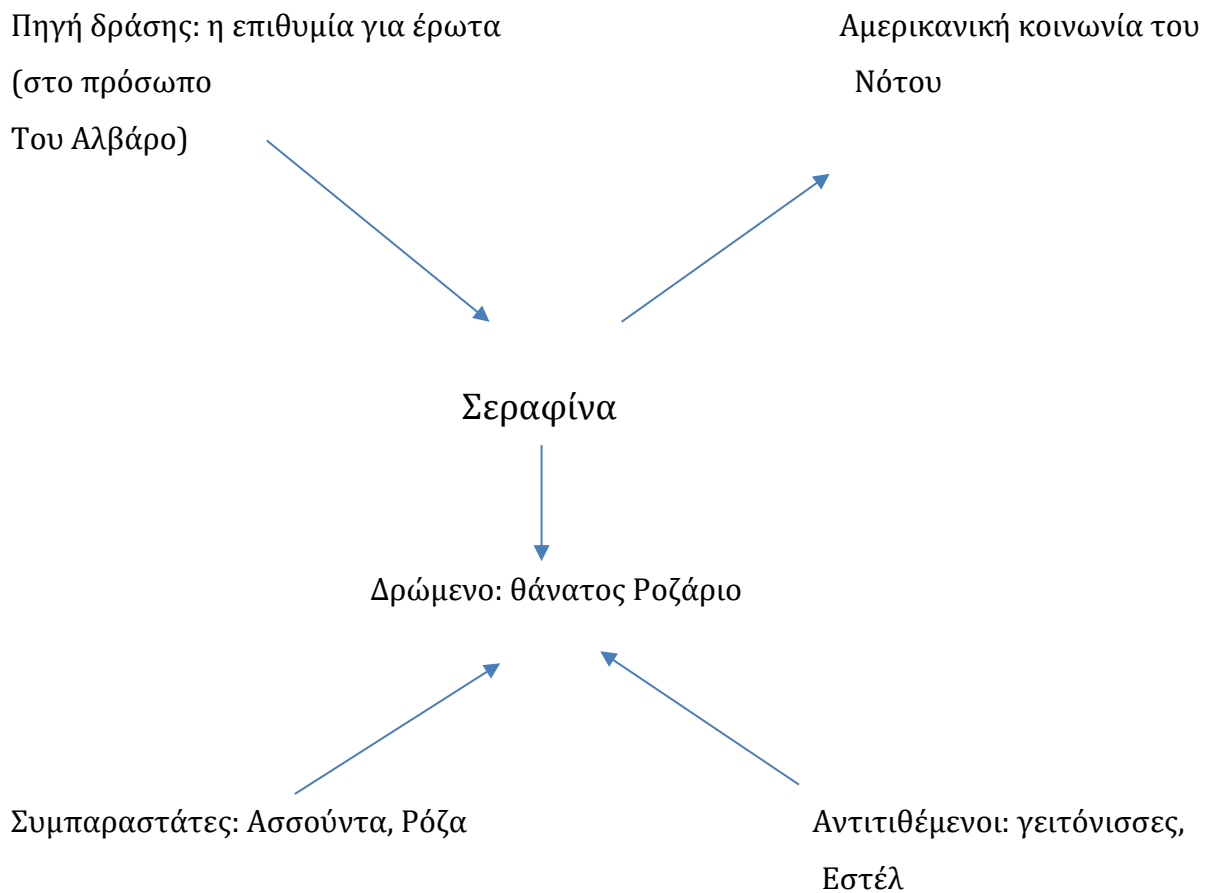 Πηγή δράσης: η επιθυμία για έρωτα
(στο πρόσωπο
Του Αλβάρο)
Αμερικανική κοινωνία του
Νότου
Σεραφίνα
Δρώμενο: θάνατος Ροζάριο
Συμπαραστάτες: Ασσούντα, Ρόζα
Αντιτιθέμενοι: γειτόνισσες,
Εστέλ